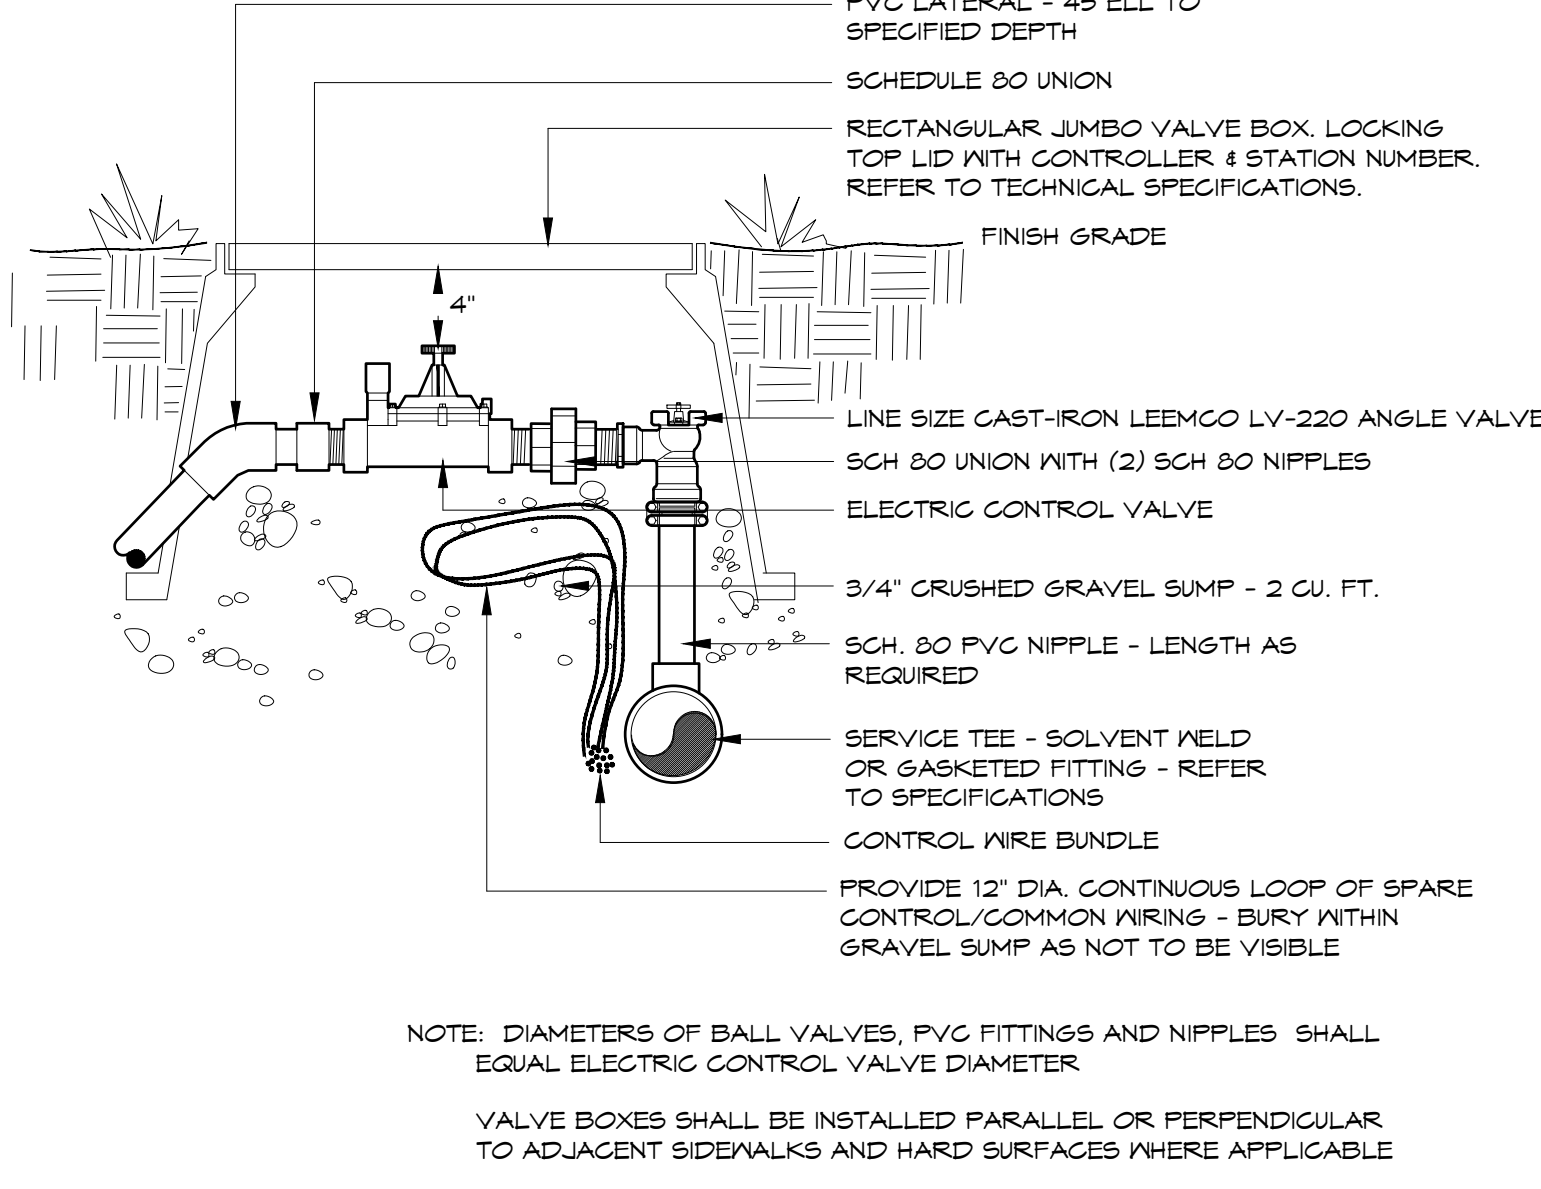 PVC LATERAL - 45 ELL TO
SPECIFIED DEPTH
SCHEDULE 80 UNION
RECTANGULAR JUMBO VALVE BOX. LOCKING
TOP LID WITH CONTROLLER & STATION NUMBER.
REFER TO TECHNICAL SPECIFICATIONS.
FINISH GRADE
4"
LINE SIZE CAST-IRON LEEMCO LV-220 ANGLE VALVE
SCH 80 UNION WITH (2) SCH 80 NIPPLES
ELECTRIC CONTROL VALVE
3/4" CRUSHED GRAVEL SUMP - 2 CU. FT.
SCH. 80 PVC NIPPLE - LENGTH AS
REQUIRED
SERVICE TEE - SOLVENT WELD
OR GASKETED FITTING - REFER
TO SPECIFICATIONS
CONTROL WIRE BUNDLE
PROVIDE 12" DIA. CONTINUOUS LOOP OF SPARE
CONTROL/COMMON WIRING - BURY WITHIN
GRAVEL SUMP AS NOT TO BE VISIBLE
NOTE: DIAMETERS OF BALL VALVES, PVC FITTINGS AND NIPPLES SHALL
EQUAL ELECTRIC CONTROL VALVE DIAMETER
VALVE BOXES SHALL BE INSTALLED PARALLEL OR PERPENDICULAR
TO ADJACENT SIDEWALKS AND HARD SURFACES WHERE APPLICABLE